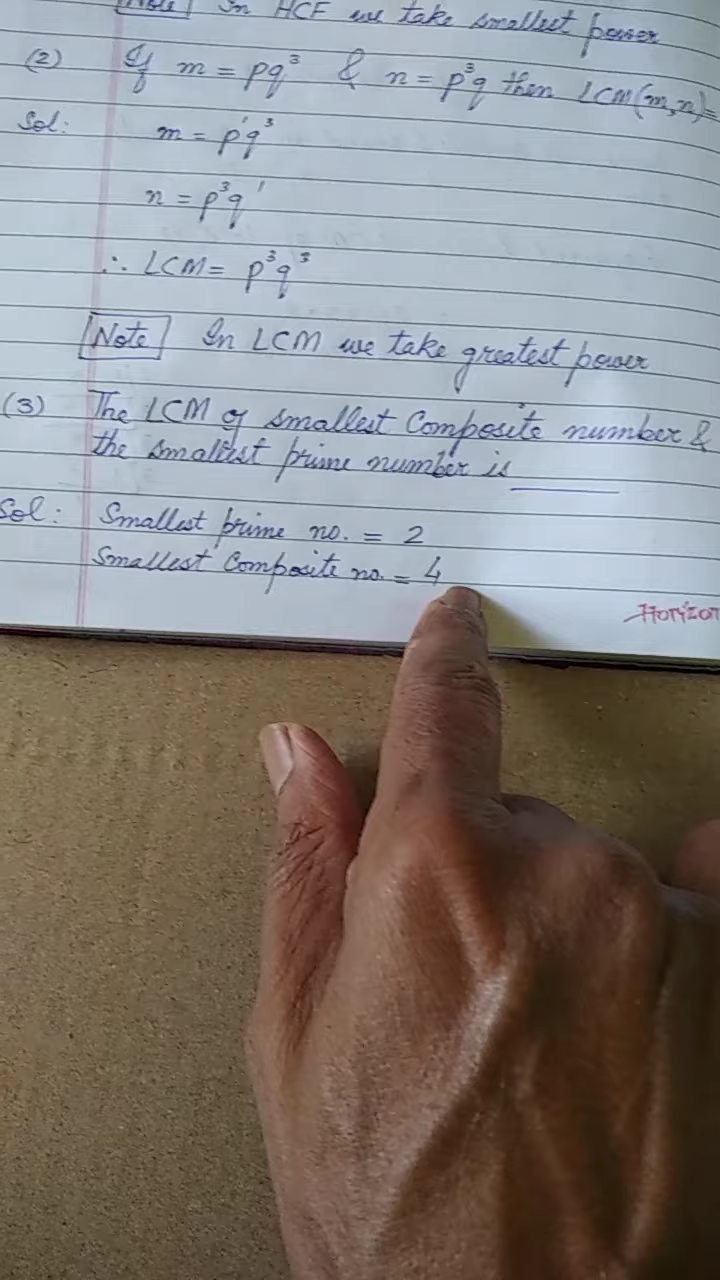 Note In HCF we take smallest power
(2) If m = pq³ & n = p³q then LCM(m,n)=
Sol: m = p¹q³
n = p³q¹
∴ LCM = p³q³
Note In LCM we take greatest power
(3) The LCM of smallest Composite number &
the smallest prime number is ______
Sol: Smallest prime no. = 2
Smallest Composite no. = 4
Horizon